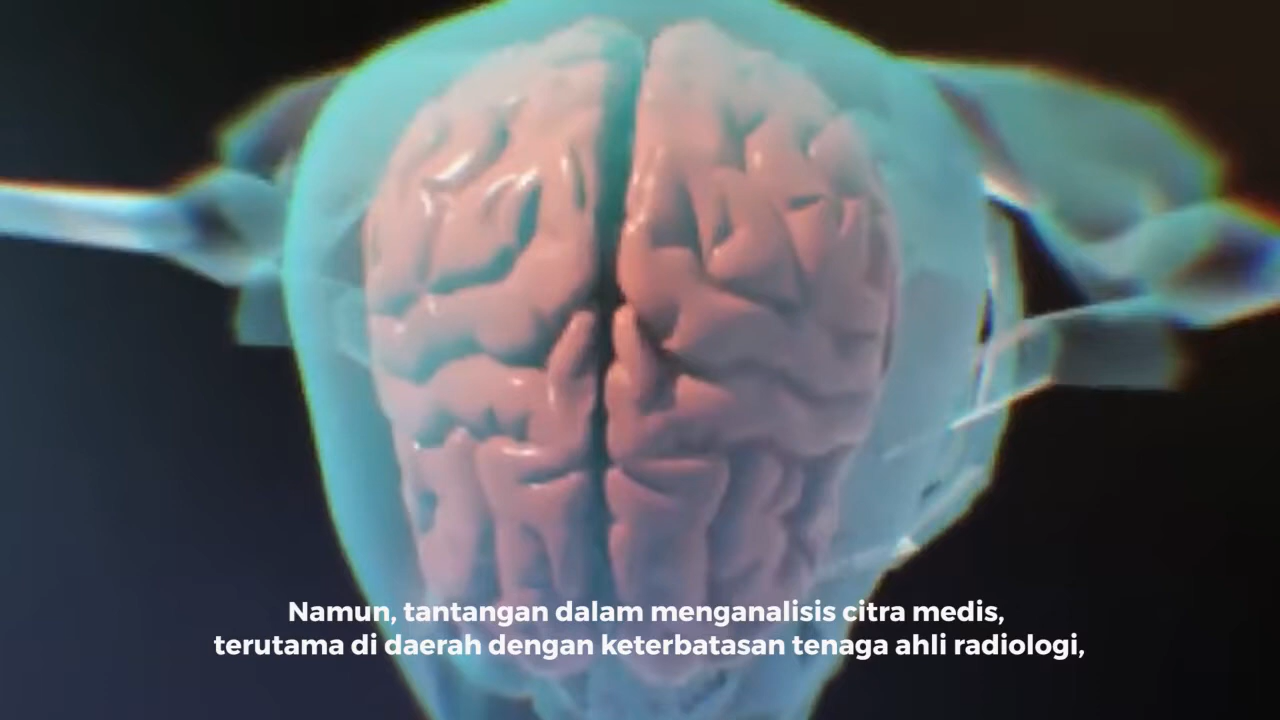 Namun, tantangan dalam menganalisis citra medis,
terutama di daerah dengan keterbatasan tenaga ahli radiologi,